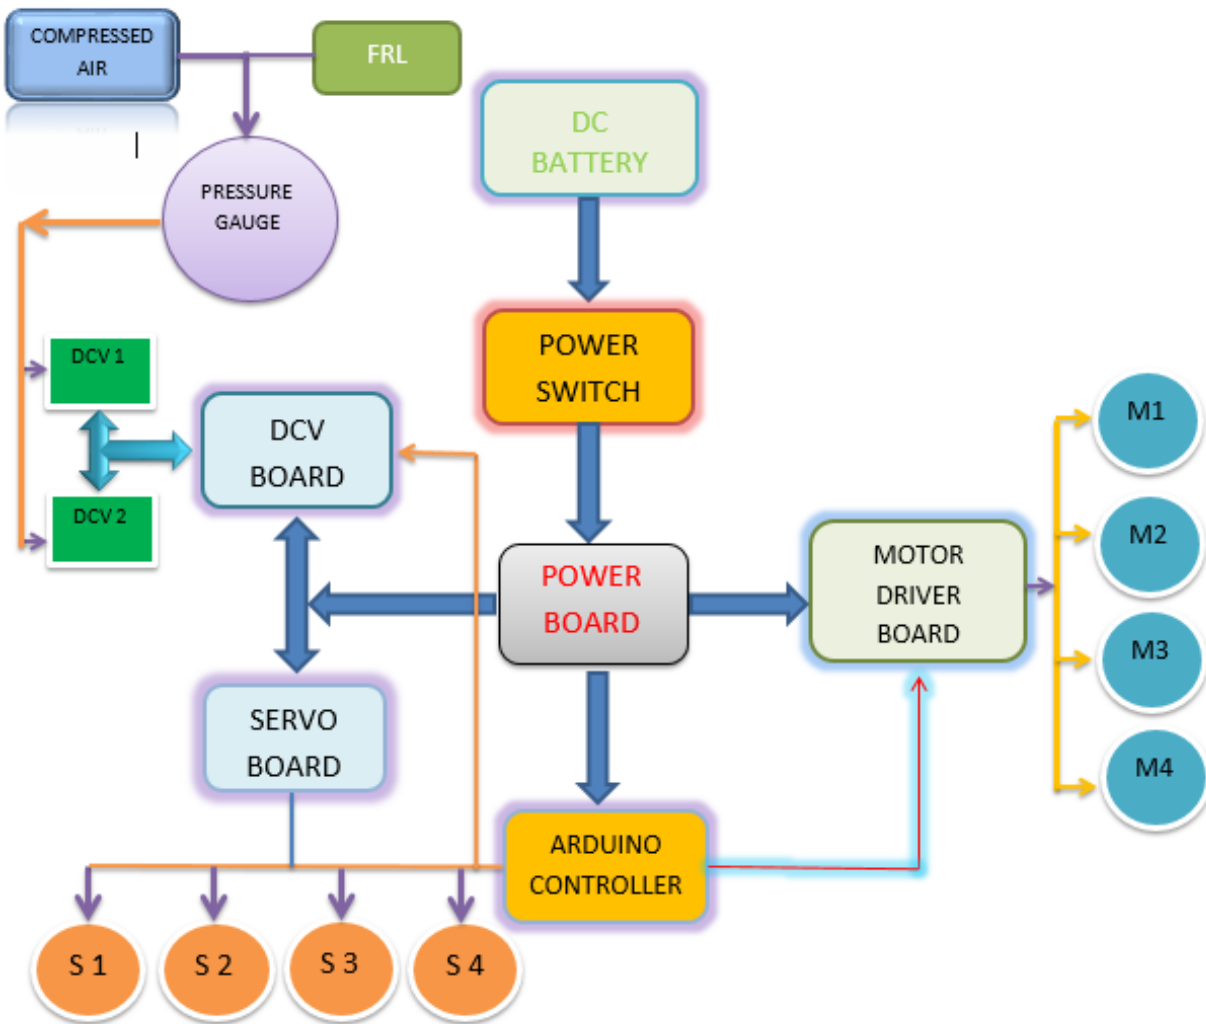 COMPRESSED
AIR
FRL
DC
BATTERY
PRESSURE
GAUGE
POWER
SWITCH
DCV 1
DCV
BOARD
DCV 2
M1
M2
M3
M4
POWER
BOARD
MOTOR
DRIVER
BOARD
SERVO
BOARD
ARDUINO
CONTROLLER
S 1
S 2
S 3
S 4